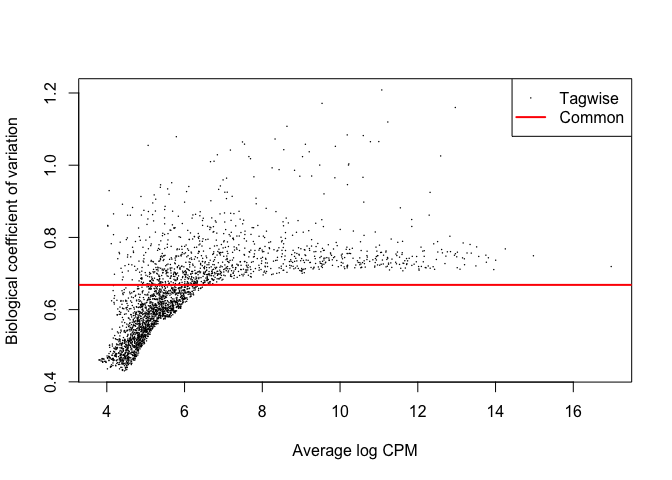 Biological coefficient of variation
1.2
1.0
0.8
0.6
0.4
Tagwise
Common
4 6 8 10 12 14 16
Average log CPM